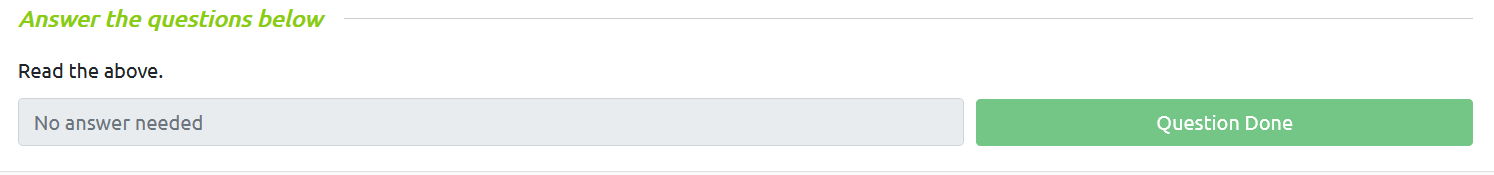 Answer the questions below
Read the above.
No answer needed
Question Done